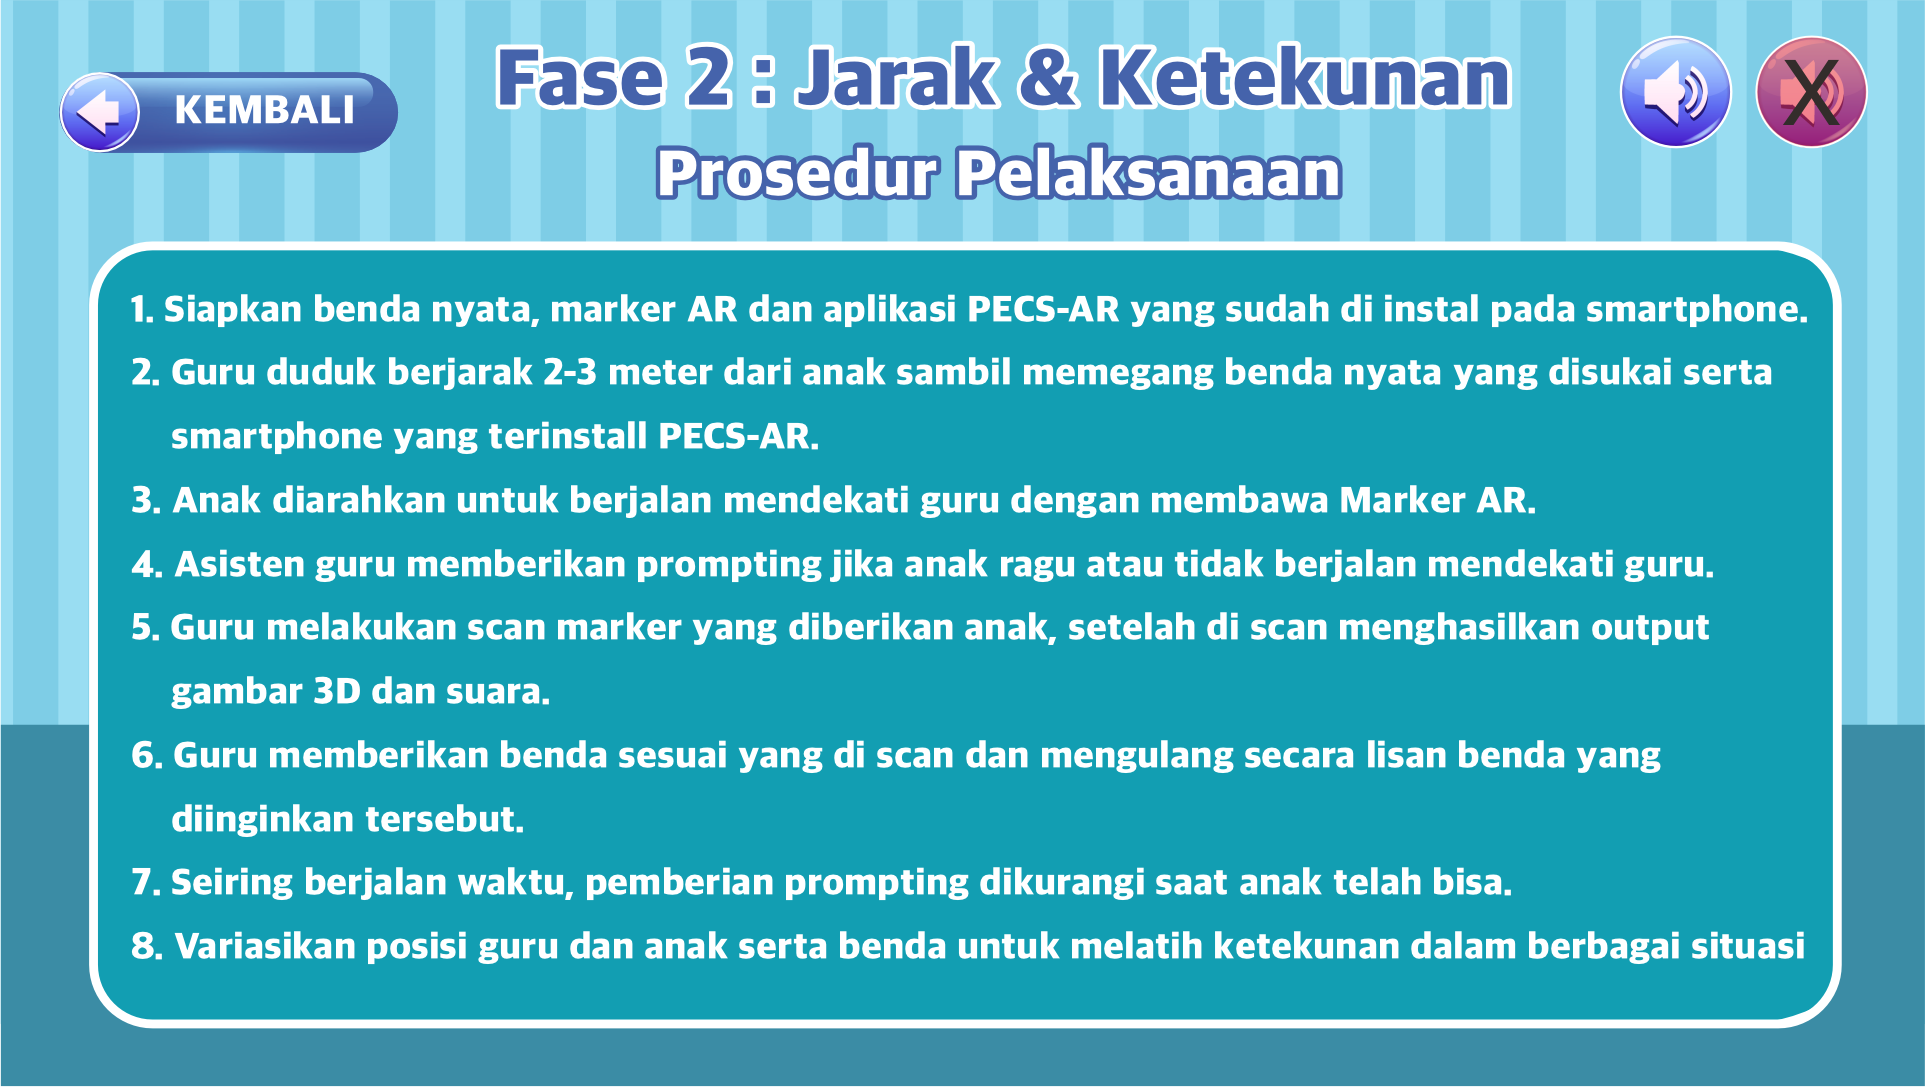 Fase 2 : Jarak & Ketekunan
KEMBALI
Prosedur Pelaksanaan
X
1. Siapkan benda nyata, marker AR dan aplikasi PECS-AR yang sudah di instal pada smartphone.
2. Guru duduk berjarak 2-3 meter dari anak sambil memegang benda nyata yang disukai serta
smartphone yang terinstall PECS-AR.
3. Anak diarahkan untuk berjalan mendekati guru dengan membawa Marker AR.
4. Asisten guru memberikan prompting jika anak ragu atau tidak berjalan mendekati guru.
5. Guru melakukan scan marker yang diberikan anak, setelah di scan menghasilkan output
gambar 3D dan suara.
6. Guru memberikan benda sesuai yang di scan dan mengulang secara lisan benda yang
diinginkan tersebut.
7. Seiring berjalan waktu, pemberian prompting dikurangi saat anak telah bisa.
8. Variasikan posisi guru dan anak serta benda untuk melatih ketekunan dalam berbagai situasi